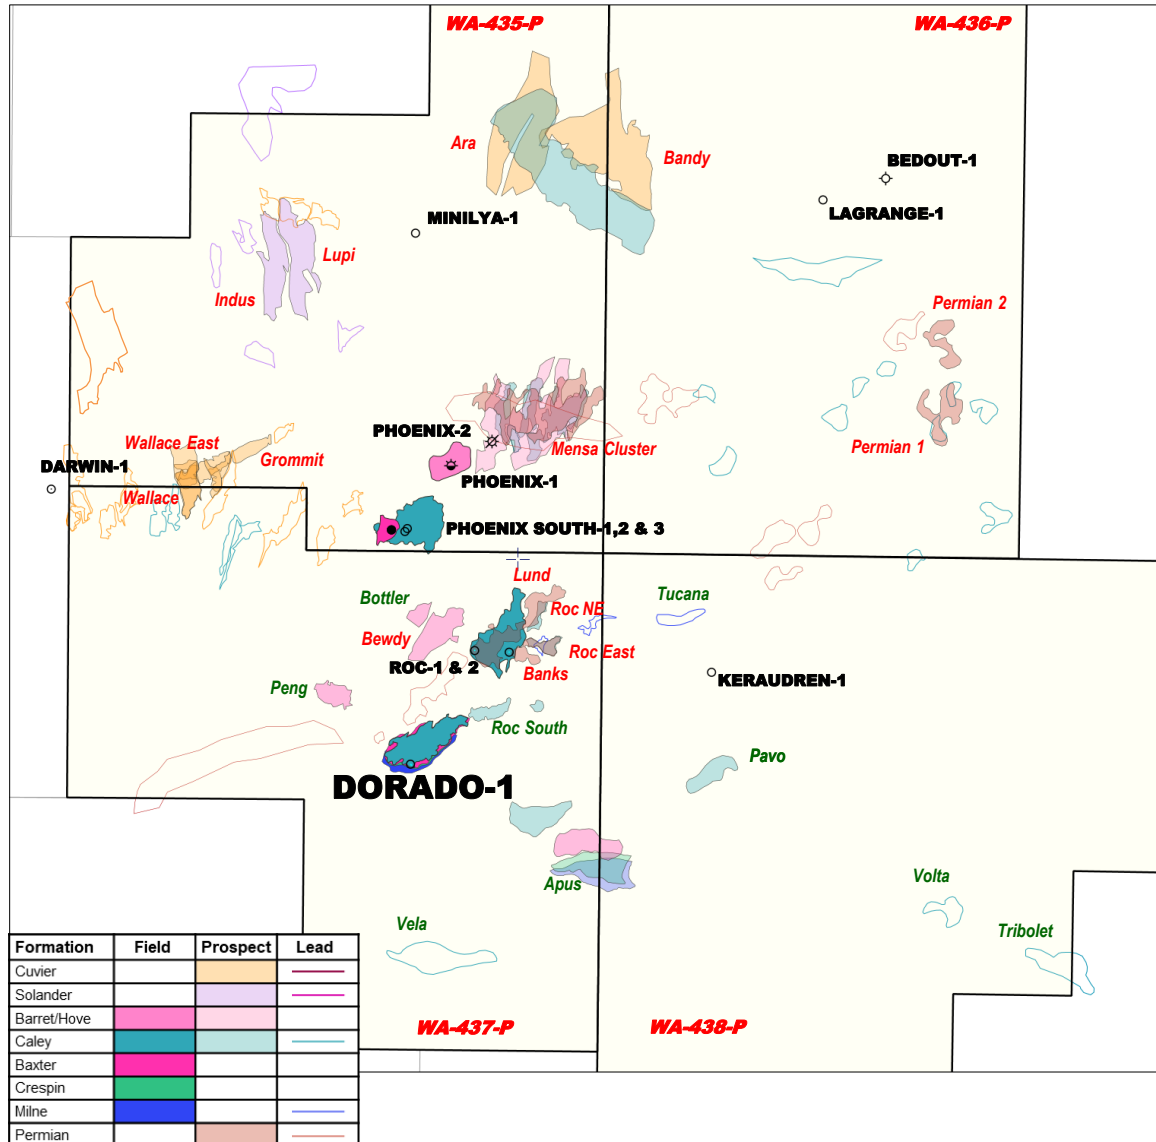 WA-435-P
WA-436-P
Ara
Bandy
BEDOUT-1
LAGRANGE-1
MINILYA-1
Lupi
Indus
Permian 2
PHOENIX-2
Mensa Cluster
Permian 1
Wallace East
Grommit
DARWIN-1
PHOENIX-1
Wallace
PHOENIX SOUTH-1,2 & 3
Lund
Bottler
Roc NE
Tucana
Bewdy
Roc East
ROC-1 & 2
Banks
KERAUDREN-1
Peng
Roc South
Pavo
DORADO-1
Apus
Volta
Vela
Tribolet
WA-437-P
WA-438-P
Formation Field Prospect Lead
Cuvier
Solander
Barret/Hove
Caley
Baxter
Crespin
Milne
Permian